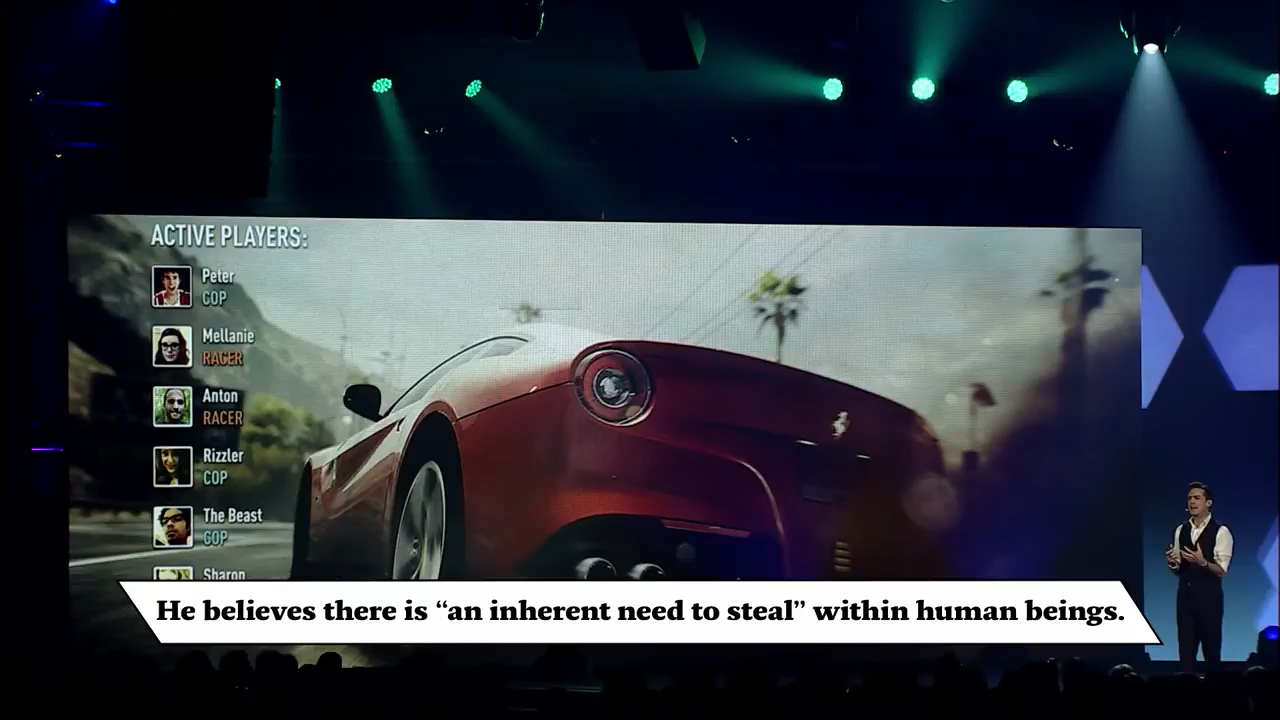 ACTIVE PLAYERS:
Peter
COP
Mellanie
RACER
Anton
RACER
Rizzler
COP
The Beast
COP
Sharon
He believes there is “an inherent need to steal” within human beings.